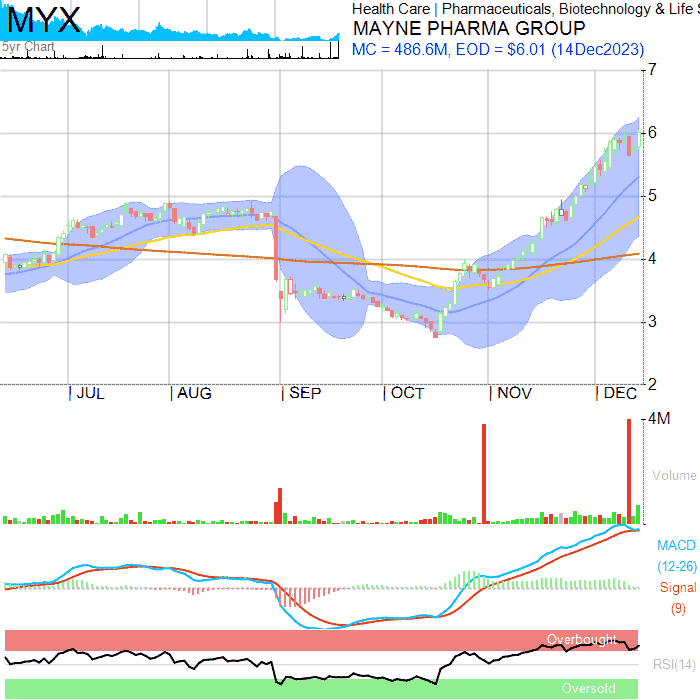 MYX
5yr Chart
Health Care | Pharmaceuticals, Biotechnology & Life S
MAYNE PHARMA GROUP
MC = 486.6M, EOD = $6.01 (14Dec2023)
7
6
5
4
3
2
| JUL | AUG | SEP | OCT | NOV | DEC
4M
Volume
MACD
(12-26)
Signal
(9)
Overbought
RSI(14)
Oversold